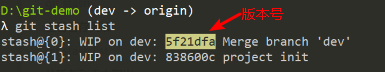 D:\git-demo (dev -> origin)
版本号
λ git stash list
stash@{0}: WIP on dev: 5f21dfa Merge branch 'dev'
stash@{1}: WIP on dev: 838600c project init